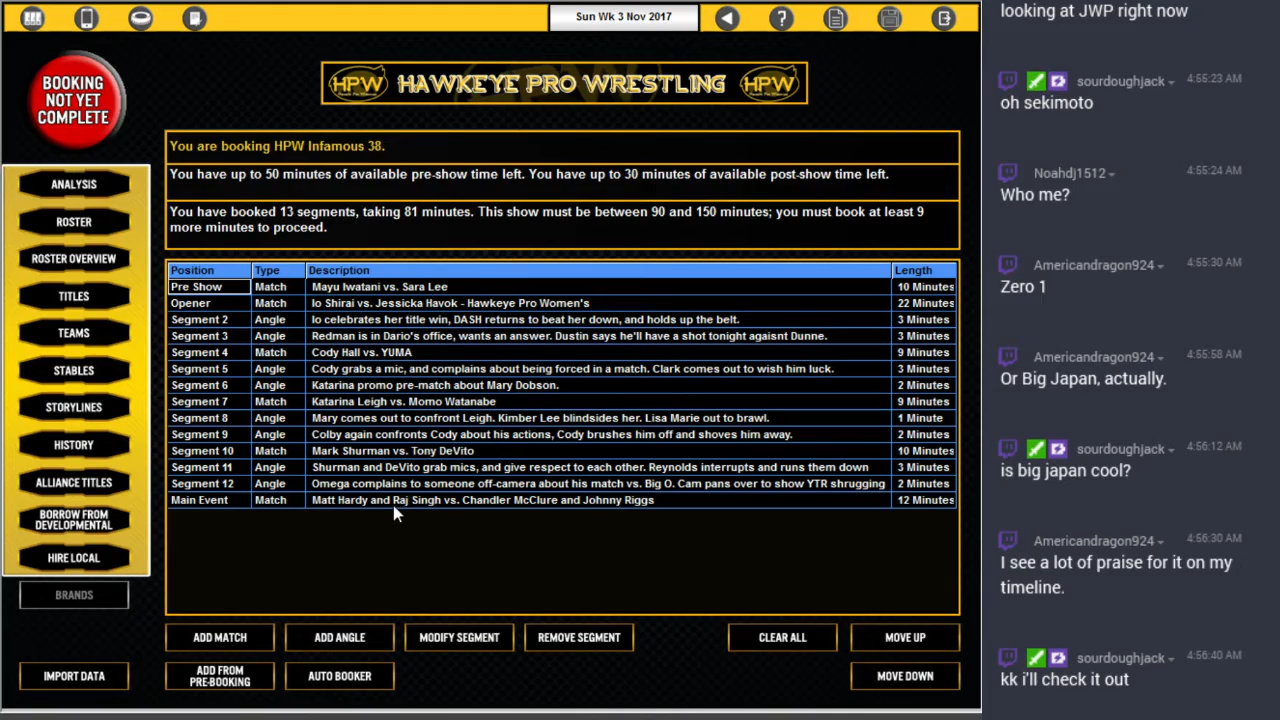 Sun Wk 3 Nov 2017
?
BOOKING
NOT YET
COMPLETE
HPW HAWKEYE PRO WRESTLING HPW
You are booking HPW Infamous 38.
You have up to 50 minutes of available pre-show time left. You have up to 30 minutes of available post-show time left.
You have booked 13 segments, taking 81 minutes. This show must be between 90 and 150 minutes; you must book at least 9
more minutes to proceed.
ANALYSIS
ROSTER
ROSTER OVERVIEW
TITLES
TEAMS
STABLES
STORYLINES
HISTORY
ALLIANCE TITLES
BORROW FROM
DEVELOPMENTAL
HIRE LOCAL
BRANDS
IMPORT DATA
Position Type Description Length
Pre Show Match Mayu Iwatani vs. Sara Lee 10 Minutes
Opener Match Io Shirai vs. Jessicka Havok - Hawkeye Pro Women's 22 Minutes
Segment 2 Angle Io celebrates her title win, DASH returns to beat her down, and holds up the belt. 3 Minutes
Segment 3 Angle Redman is in Dario's office, wants an answer. Dustin says he'll have a shot tonight agaisnt Dunne. 3 Minutes
Segment 4 Match Cody Hall vs. YUMA 9 Minutes
Segment 5 Angle Cody grabs a mic, and complains about being forced in a match. Clark comes out to wish him luck. 3 Minutes
Segment 6 Angle Katarina promo pre-match about Mary Dobson. 2 Minutes
Segment 7 Match Katarina Leigh vs. Momo Watanabe 9 Minutes
Segment 8 Angle Mary comes out to confront Leigh. Kimber Lee blindsides her. Lisa Marie out to brawl. 1 Minute
Segment 9 Angle Colby again confronts Cody about his actions, Cody brushes him off and shoves him away. 2 Minutes
Segment 10 Match Mark Shurman vs. Tony DeVito 10 Minutes
Segment 11 Angle Shurman and DeVito grab mics, and give respect to each other. Reynolds interrupts and runs them down 3 Minutes
Segment 12 Angle Omega complains to someone off-camera about his match vs. Big O. Cam pans over to show YTR shrugging 2 Minutes
Main Event Match Matt Hardy and Raj Singh vs. Chandler McClure and Johnny Riggs 12 Minutes
ADD MATCH ADD ANGLE MODIFY SEGMENT REMOVE SEGMENT CLEAR ALL MOVE UP
ADD FROM
PRE-BOOKING
AUTO BOOKER MOVE DOWN
looking at JWP right now
sourdoughjack 4:55:23 AM
oh sekimoto
Noahdj1512 4:55:24 AM
Who me?
Americandragon924 4:55:30 AM
Zero 1
Americandragon924 4:55:58 AM
Or Big Japan, actually.
sourdoughjack 4:56:12 AM
is big japan cool?
Americandragon924 4:56:30 AM
I see a lot of praise for it on my
timeline.
sourdoughjack 4:56:40 AM
kk i'll check it out